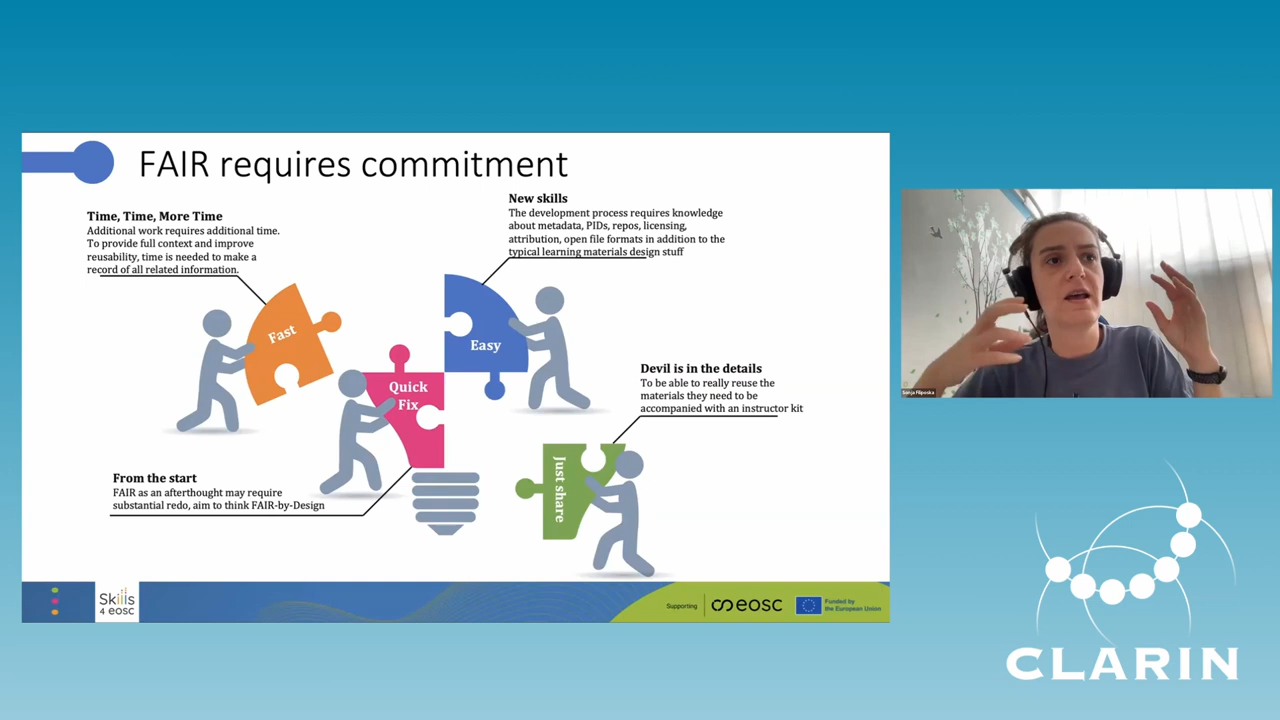 FAIR requires commitment
Time, Time, More Time
Additional work requires additional time.
To provide full context and improve
reusability, time is needed to make a
record of all related information.
New skills
The development process requires knowledge
about metadata, PIDs, repos, licensing,
attribution, open file formats in addition to the
typical learning materials design stuff
Fast
Easy
Quick
Fix
Devil is in the details
To be able to really reuse the
materials they need to be
accompanied with an instructor kit
Just share
From the start
FAIR as an afterthought may require
substantial redo, aim to think FAIR-by-Design
Skills
4 eosc
Supporting
eosc
Funded by
the European Union
Sonja Filiposka
CLARIN